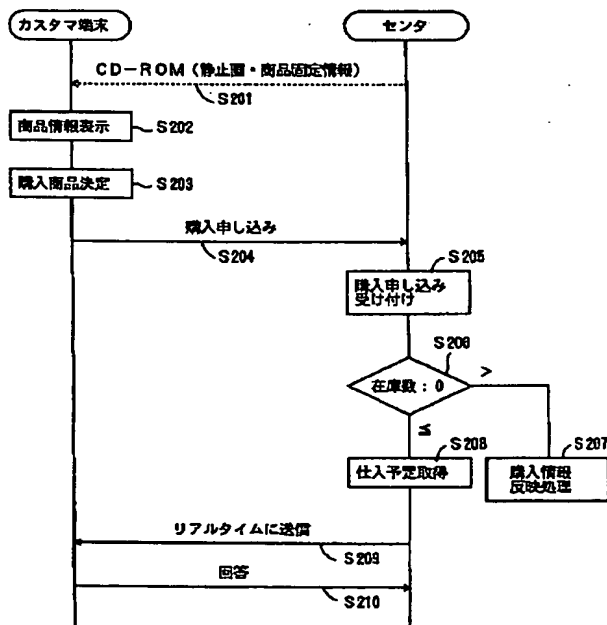 カスタマ端末
センタ
CD-ROM(静止画・商品固定情報)
S201
商品情報表示
S202
購入商品決定
S203
購入申し込み
S204
S205
購入申し込み
受け付け
S206
在庫数：0
>
≦
S208
仕入予定取得
S207
購入情報
反映処理
リアルタイムに送信
S209
回答
S210